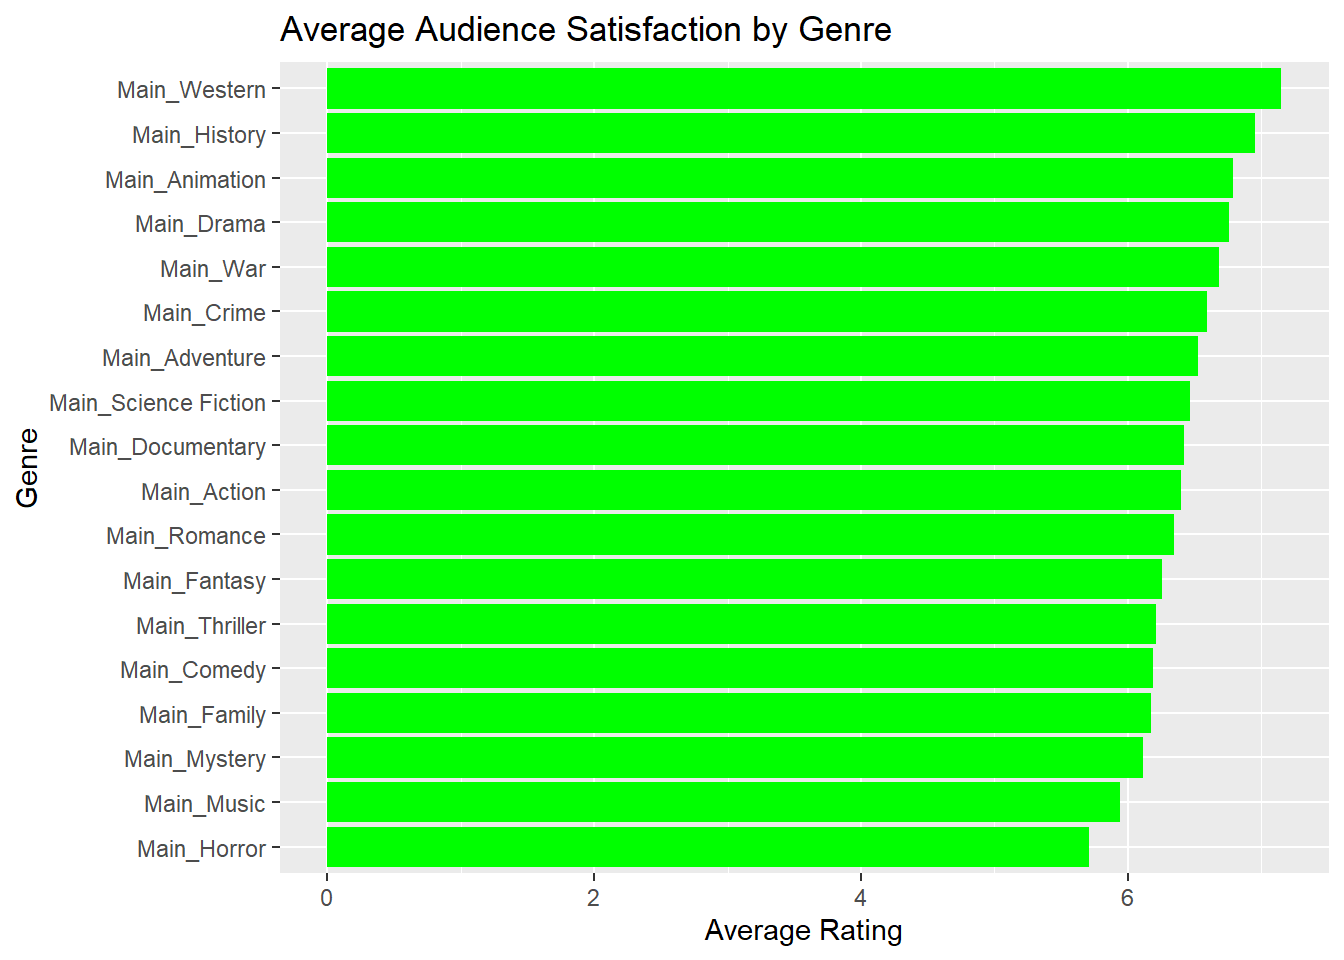 Average Audience Satisfaction by Genre
Main_Western
Main_History
Main_Animation
Main_Drama
Main_War
Main_Crime
Main_Adventure
Main_Science Fiction
Main_Documentary
Main_Action
Main_Romance
Main_Fantasy
Main_Thriller
Main_Comedy
Main_Family
Main_Mystery
Main_Music
Main_Horror
Genre
0 2 4 6
Average Rating